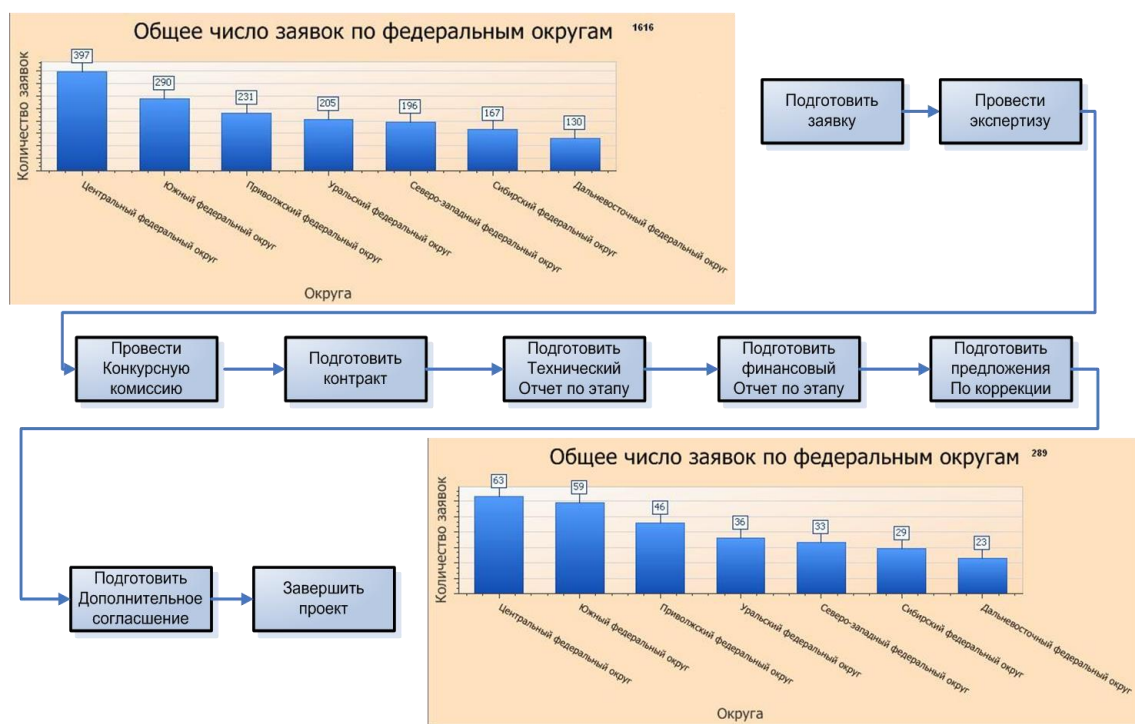 Общее число заявок по федеральным округам 1616
Количество заявок
397
290
231
205
196
167
130
Центральный федеральный округ
Южный федеральный округ
Приволжский федеральный округ
Уральский федеральный округ
Северо-западный федеральный округ
Сибирский федеральный округ
Дальневосточный федеральный округ
Округа
Подготовить
заявку
Провести
экспертизу
Провести
Конкурсную
комиссию
Подготовить
контракт
Подготовить
Технический
Отчет по этапу
Подготовить
финансовый
Отчет по этапу
Подготовить
предложения
По коррекции
Подготовить
Дополнительное
согласшение
Завершить
проект
Общее число заявок по федеральным округам 289
Количество заявок
63
59
46
36
33
29
23
Центральный федеральный округ
Южный федеральный округ
Приволжский федеральный округ
Уральский федеральный округ
Северо-западный федеральный округ
Сибирский федеральный округ
Дальневосточный федеральный округ
Округа